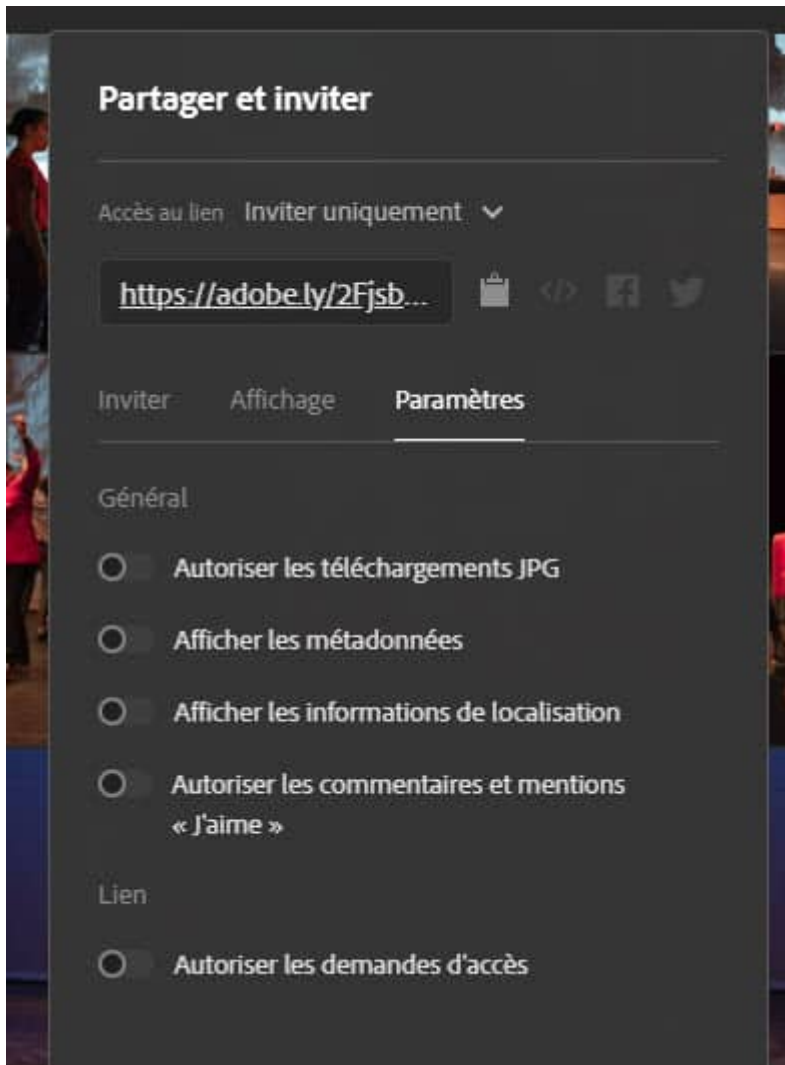 Partager et inviter
Accès au lien Inviter uniquement
https://adobe.ly/2Fjsb...
Inviter Affichage Paramètres
Général
Autoriser les téléchargements JPG
Afficher les métadonnées
Afficher les informations de localisation
Autoriser les commentaires et mentions
« J'aime »
Lien
Autoriser les demandes d'accès